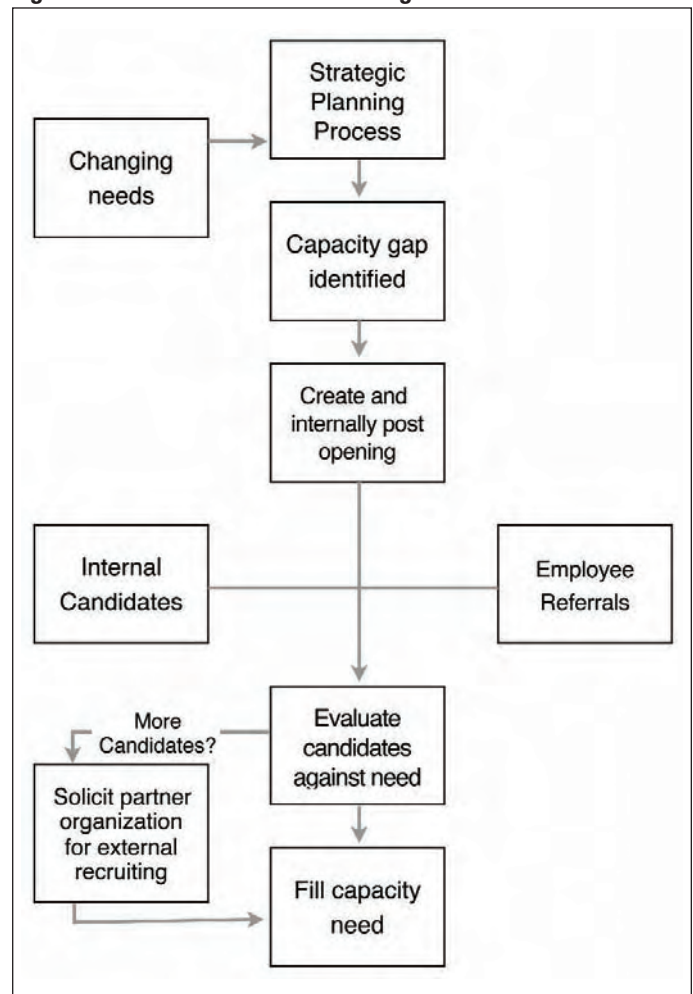 Strategic
Planning
Process
Changing
needs
Capacity gap
identified
Create and
internally post
opening
Internal
Candidates
Employee
Referrals
Evaluate
candidates
against need
More
Candidates?
Solicit partner
organization
for external
recruiting
Fill capacity
need